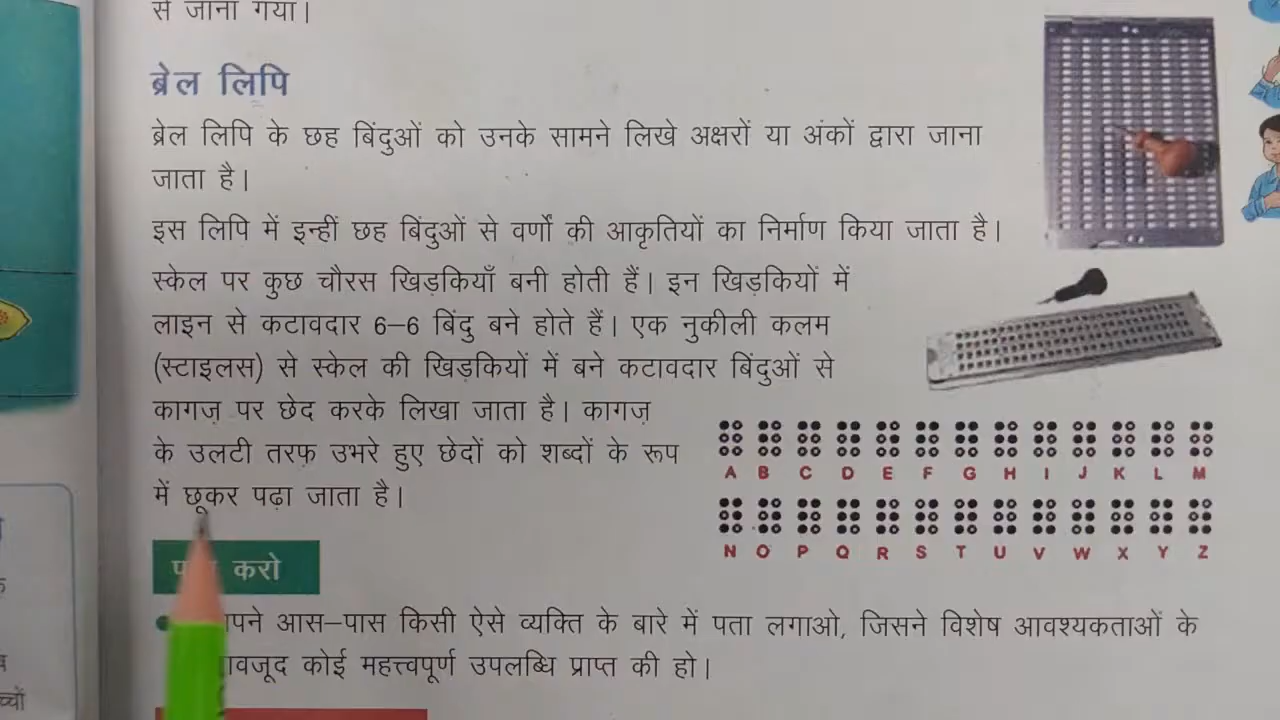 से जाना गया।
ब्रेल लिपि
ब्रेल लिपि के छह बिंदुओं को उनके सामने लिखे अक्षरों या अंकों द्वारा जाना
जाता है।
इस लिपि में इन्हीं छह बिंदुओं से वर्णों की आकृतियों का निर्माण किया जाता है।
स्केल पर कुछ चौरस खिड़कियाँ बनी होती हैं। इन खिड़कियों में
लाइन से कटावदार 6–6 बिंदु बने होते हैं। एक नुकीली कलम
(स्टाइलस) से स्केल की खिड़कियों में बने कटावदार बिंदुओं से
कागज़ पर छेद करके लिखा जाता है। कागज़
के उलटी तरफ़ उभरे हुए छेदों को शब्दों के रूप
में छूकर पढ़ा जाता है।
A B C D E F G H I J K L M
N O P Q R S T U V W X Y Z
करो
आस–पास किसी ऐसे व्यक्ति के बारे में पता लगाओ, जिसने विशेष आवश्यकताओं के
कोई महत्त्वपूर्ण उपलब्धि प्राप्त की हो।